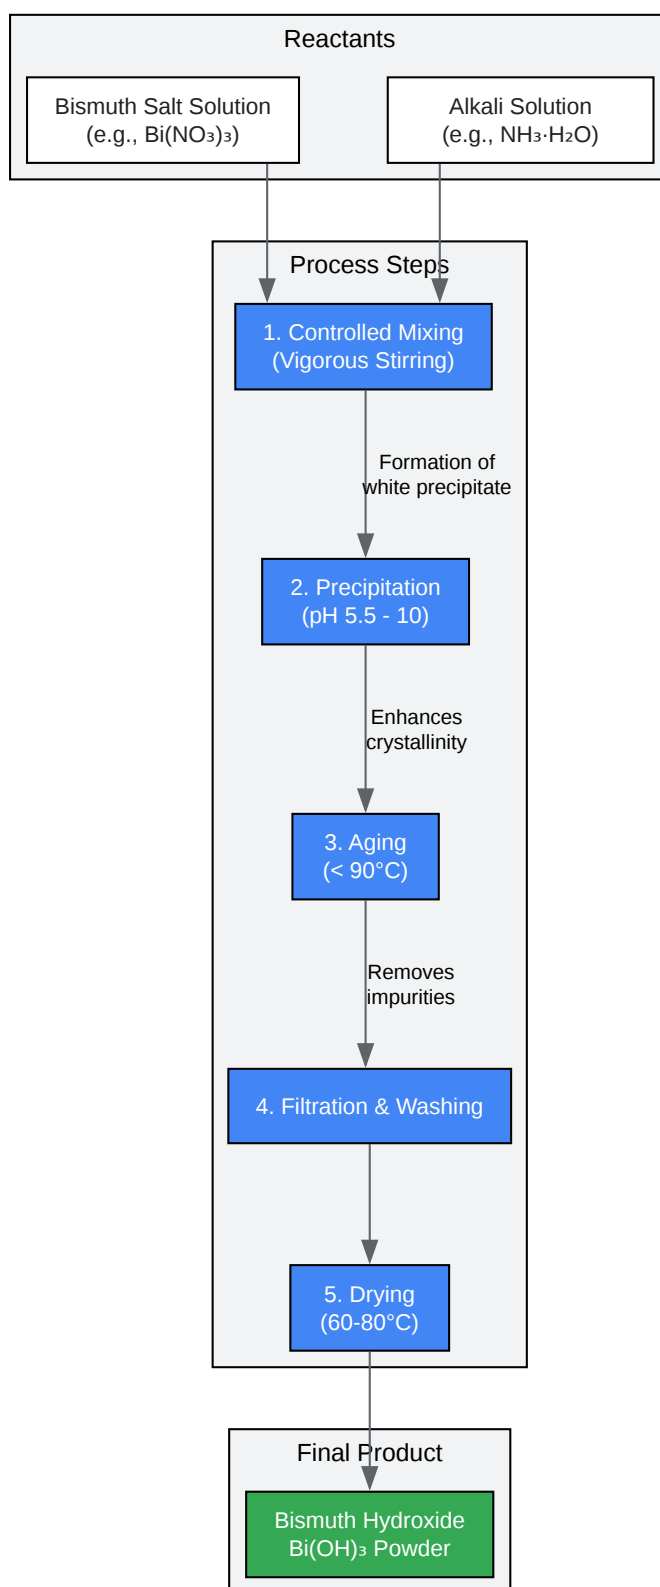 Reactants
Bismuth Salt Solution
(e.g., Bi(NO₃)₃)
Alkali Solution
(e.g., NH₃·H₂O)
Process Steps
1. Controlled Mixing
(Vigorous Stirring)
Formation of
white precipitate
2. Precipitation
(pH 5.5 - 10)
Enhances
crystallinity
3. Aging
(< 90°C)
Removes
impurities
4. Filtration & Washing
5. Drying
(60-80°C)
Final Product
Bismuth Hydroxide
Bi(OH)₃ Powder